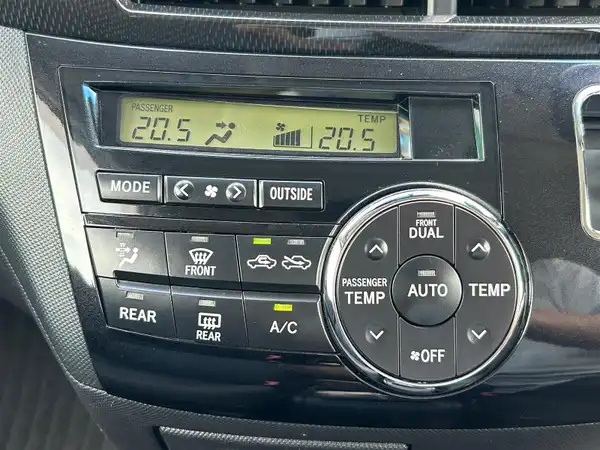 PASSENGER TEMP
20.5 20.5
MODE OUTSIDE
FRONT DUAL
FRONT
PASSENGER TEMP AUTO TEMP
REAR REAR A/C
OFF